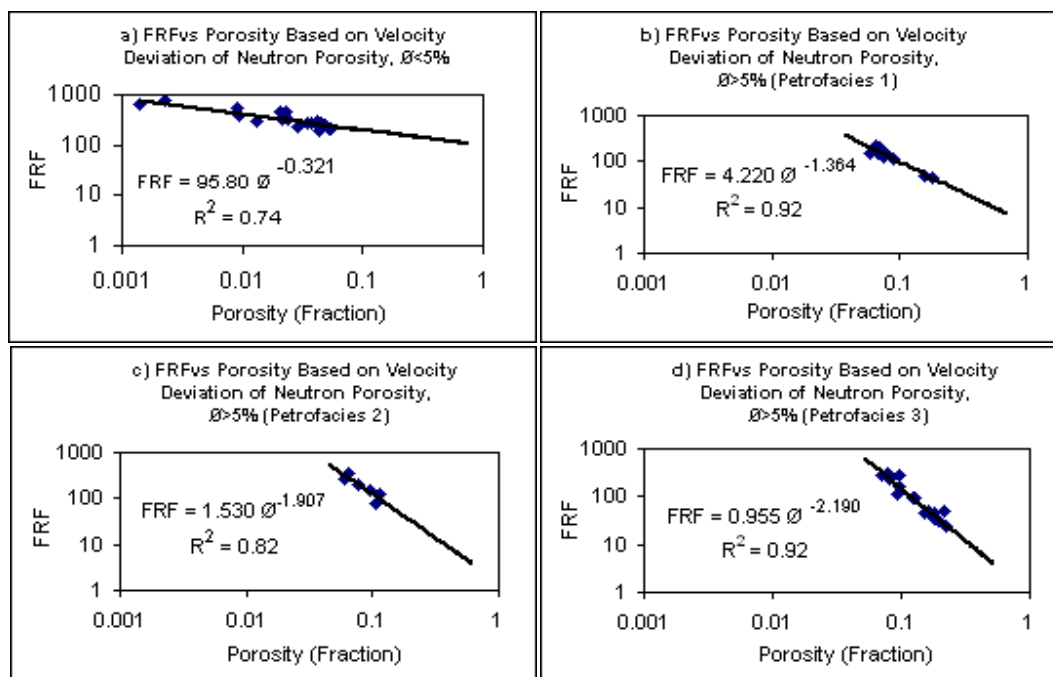 a) FRFvs Porosity Based on Velocity
Deviation of Neutron Porosity, Ø<5%
1000
100
10
1
FRF
FRF = 95.80 Ø -0.321
R2 = 0.74
0.001 0.01 0.1 1
Porosity (Fraction)
b) FRFvs Porosity Based on Velocity
Deviation of Neutron Porosity,
Ø>5% (Petrofacies 1)
1000
100
10
1
FRF
FRF = 4.220 Ø -1.364
R2 = 0.92
0.001 0.01 0.1 1
Porosity (Fraction)
c) FRFvs Porosity Based on Velocity
Deviation of Neutron Porosity,
Ø>5% (Petrofacies 2)
1000
100
10
1
FRF
FRF = 1.530 Ø-1.907
R2 = 0.82
0.001 0.01 0.1 1
Porosity (Fraction)
d) FRFvs Porosity Based on Velocity
Deviation of Neutron Porosity,
Ø>5% (Petrofacies 3)
1000
100
10
1
FRF
FRF = 0.955 Ø -2.190
R2 = 0.92
0.001 0.01 0.1 1
Porosity (Fraction)